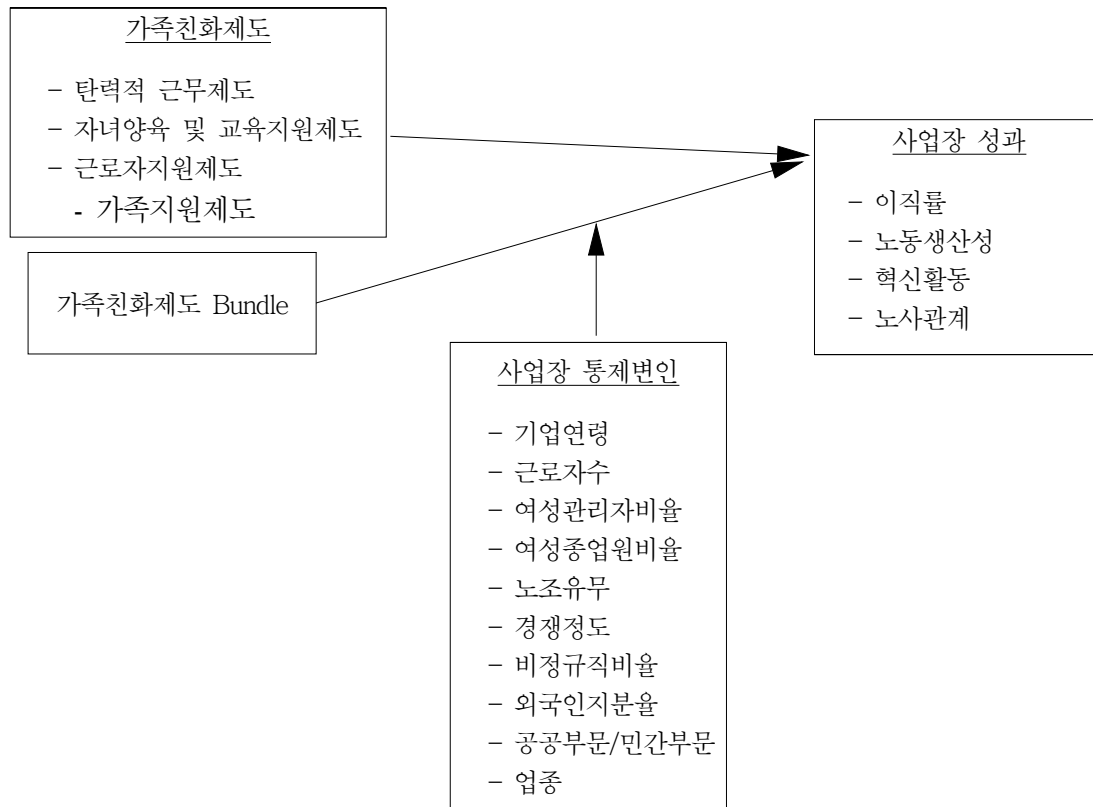 가족친화제도
– 탄력적 근무제도
– 자녀양육 및 교육지원제도
– 근로자지원제도
- 가족지원제도
가족친화제도 Bundle
사업장 성과
– 이직률
– 노동생산성
– 혁신활동
– 노사관계
사업장 통제변인
– 기업연령
– 근로자수
– 여성관리자비율
– 여성종업원비율
– 노조유무
– 경쟁정도
– 비정규직비율
– 외국인지분율
– 공공부문/민간부문
– 업종